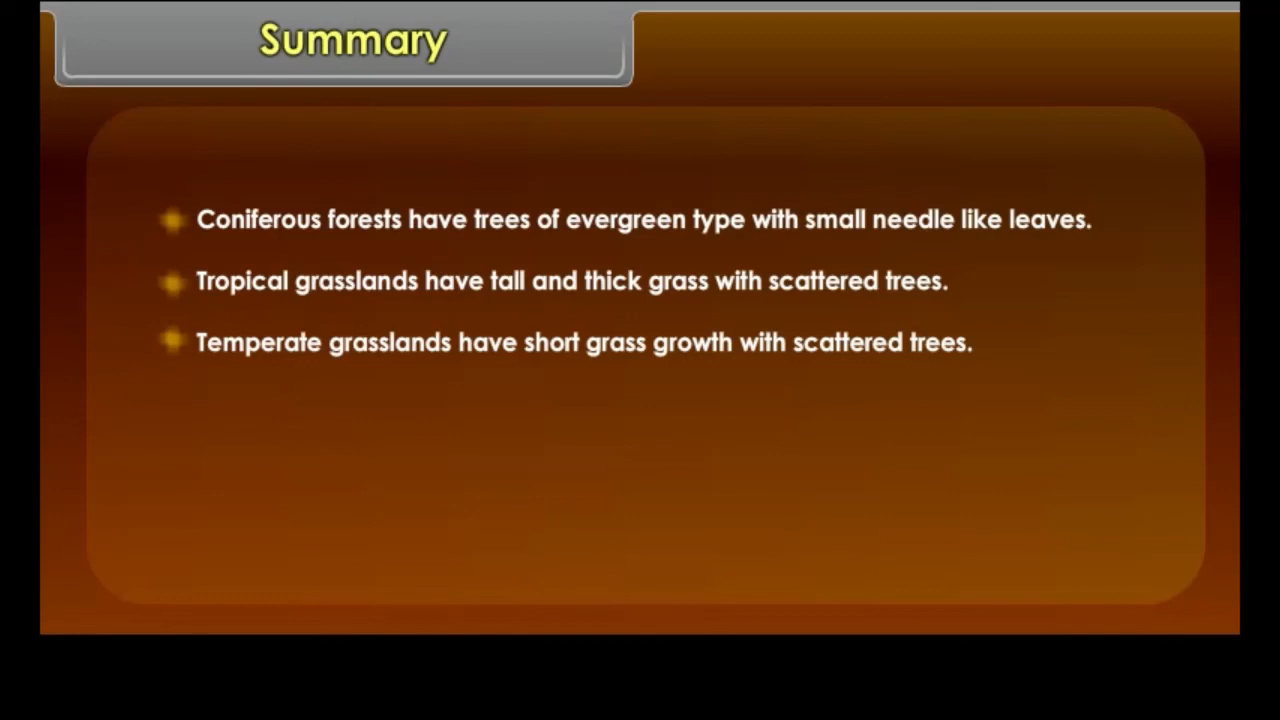 Summary
Coniferous forests have trees of evergreen type with small needle like leaves.
Tropical grasslands have tall and thick grass with scattered trees.
Temperate grasslands have short grass growth with scattered trees.